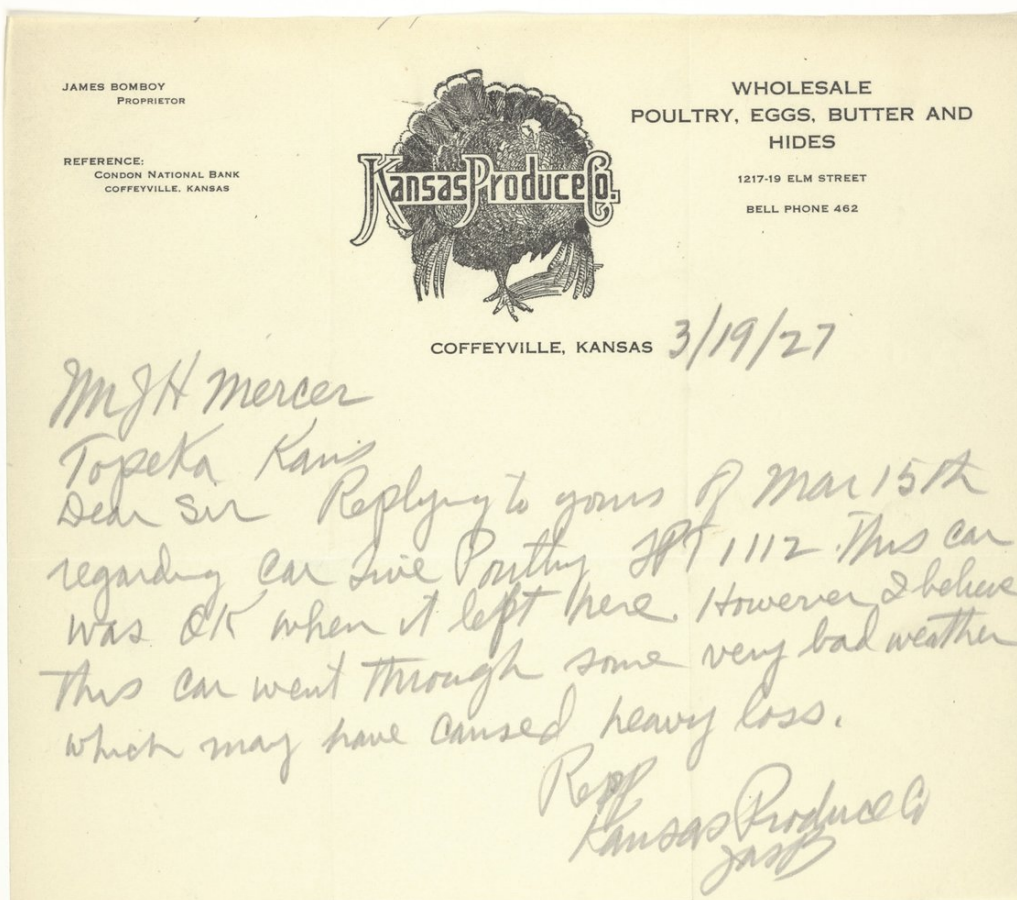 JAMES BOMBOY
PROPRIETOR
REFERENCE:
CONDON NATIONAL BANK
COFFEYVILLE, KANSAS
Kansas Produce Co.
WHOLESALE
POULTRY, EGGS, BUTTER AND
HIDES
1217-19 ELM STREET
BELL PHONE 462
COFFEYVILLE, KANSAS 3/19/27
Mr J H Mercer
Topeka Kans
Dear Sir Replying to yours of Mar 15th
regarding car Live Poultry LPT 1112. This car
was OK when it left here. However, I believe
this car went through some very bad weather
which may have caused heavy loss.
Resp
Kansas Produce Co
Jas B